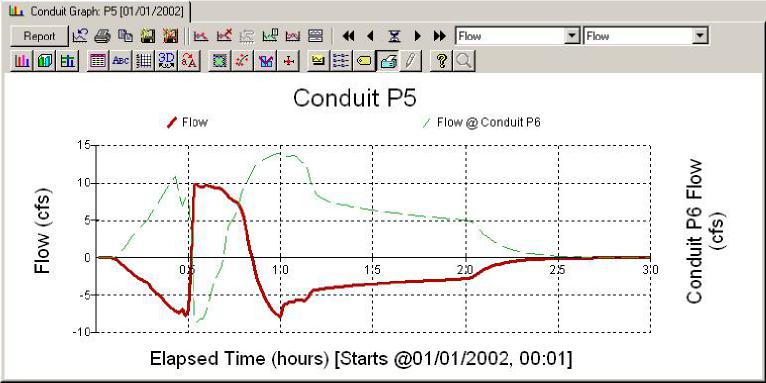 Conduit Graph: P5 [01/01/2002]
Report Flow Flow
ABC 3D A ?
Conduit P5
Flow Flow @ Conduit P6
15
10
5
0
-5
-10
0.5 1.0 1.5 2.0 2.5 3.0
Flow (cfs)
Conduit P6 Flow
(cfs)
Elapsed Time (hours) [Starts @01/01/2002, 00:01]